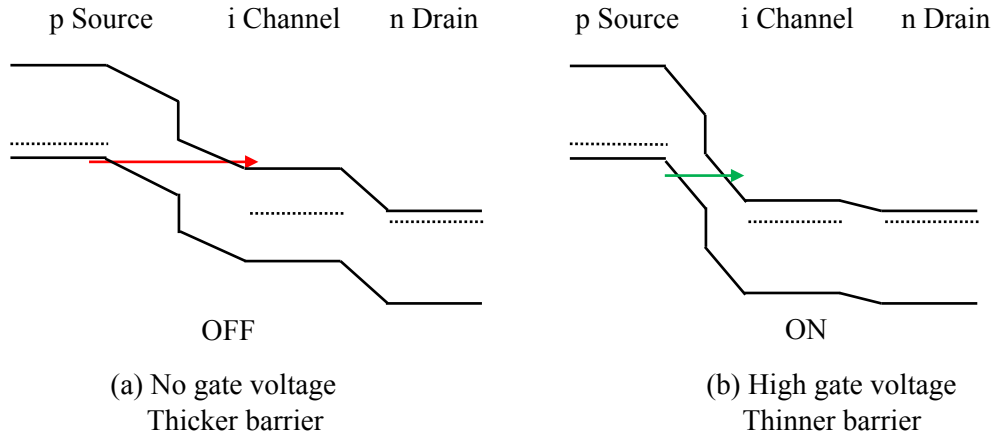 p Source i Channel n Drain
p Source i Channel n Drain
OFF
ON
(a) No gate voltage
Thicker barrier
(b) High gate voltage
Thinner barrier